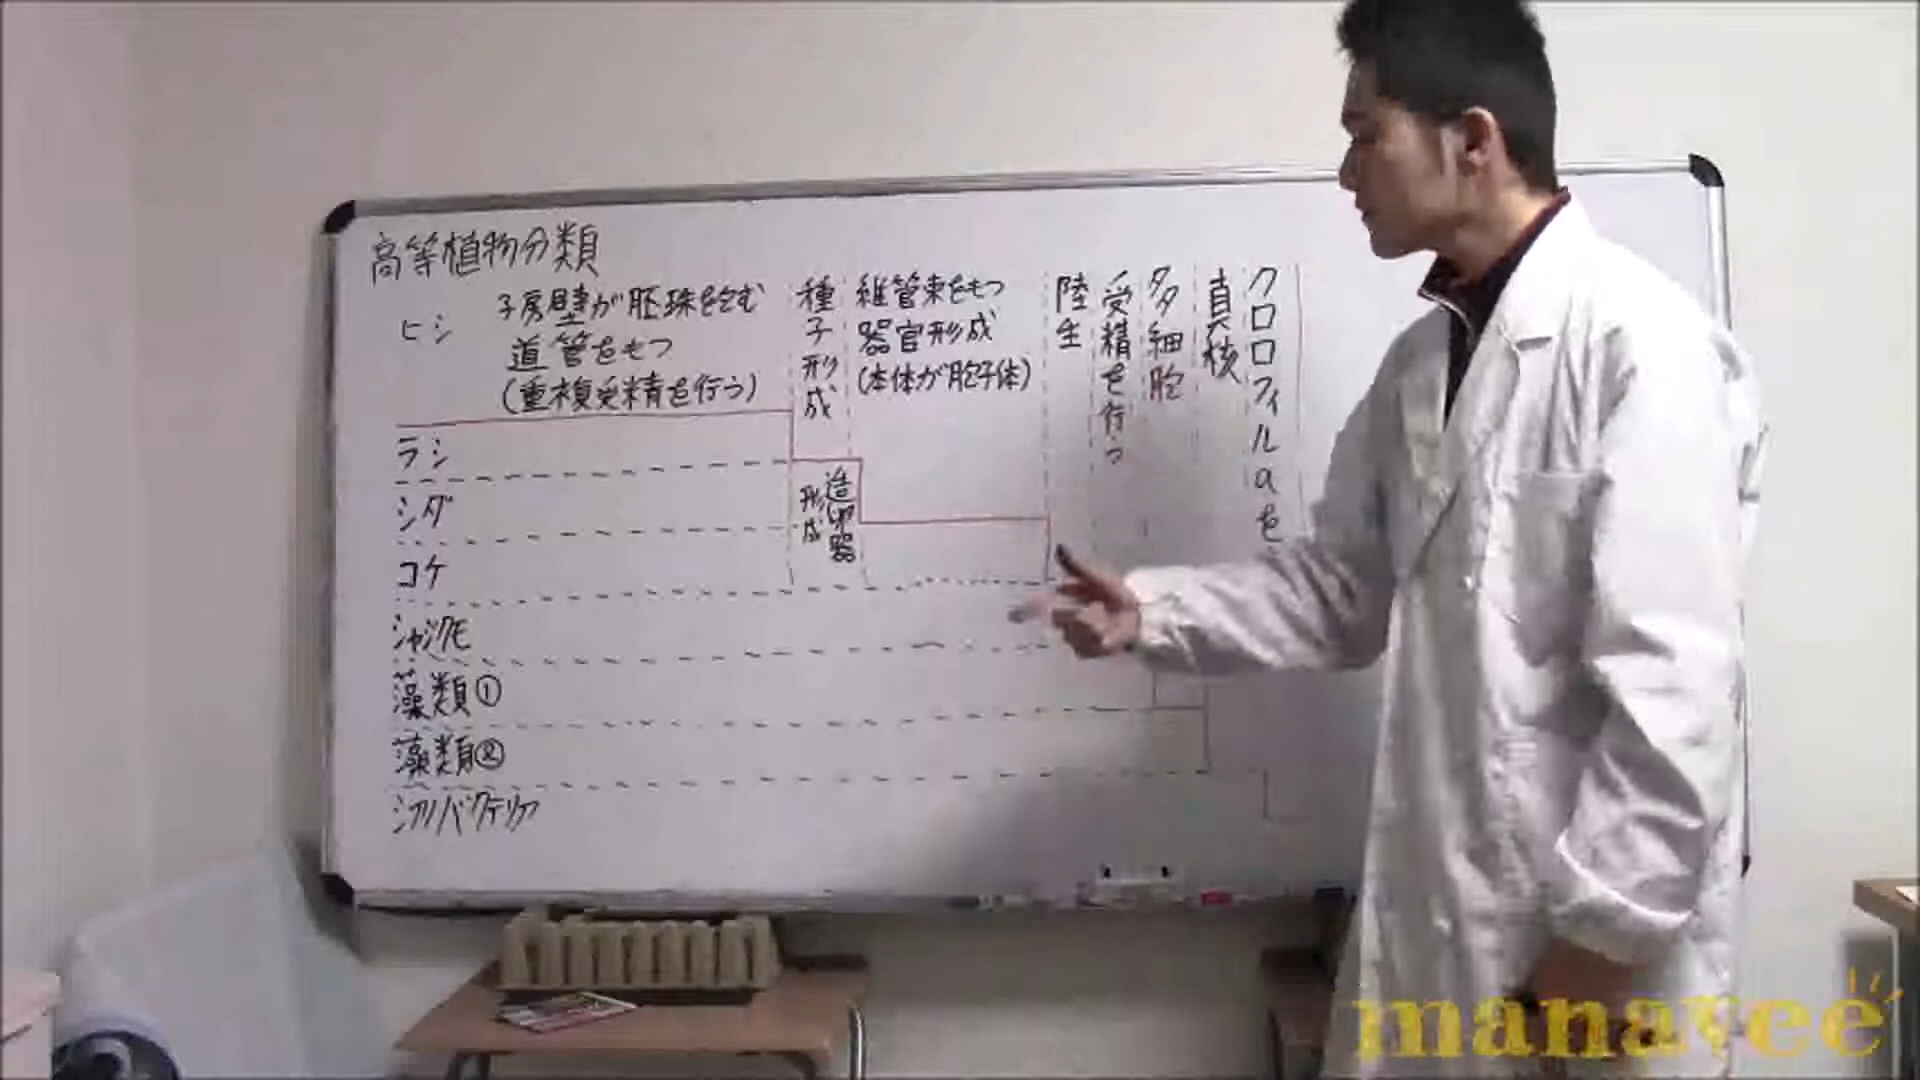 高等植物分類
ヒシ
子房壁が胚珠を包む
道管をもつ
(重複受精を行う)
種子形成
維管束をもつ
器官形成
(本体が胞子体)
陸生
受精を行う
多細胞
真核
クロロフィルaを
ラシ
シダ
造卵器
形成
コケ
シャジクモ
藻類①
藻類②
シアノバクテリア
manavee